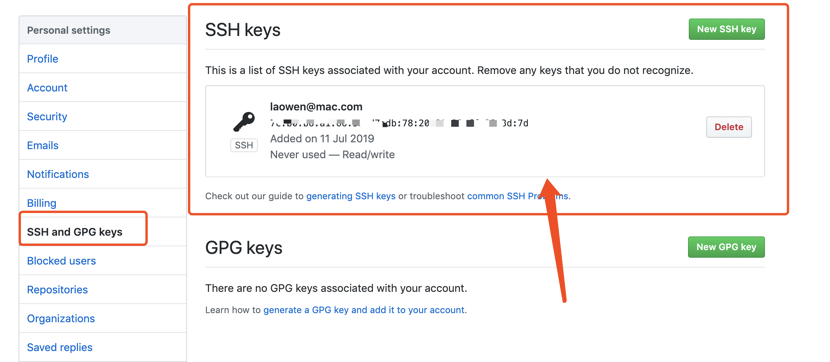 Personal settings
Profile
Account
Security
Emails
Notifications
Billing
SSH and GPG keys
Blocked users
Repositories
Organizations
Saved replies
SSH keys
New SSH key
This is a list of SSH keys associated with your account. Remove any keys that you do not recognize.
laowen@mac.com
db:78:20 3d:7d
SSH
Added on 11 Jul 2019
Never used — Read/write
Delete
Check out our guide to generating SSH keys or troubleshoot common SSH
GPG keys
New GPG key
There are no GPG keys associated with your account.
Learn how to generate a GPG key and add it to your account.